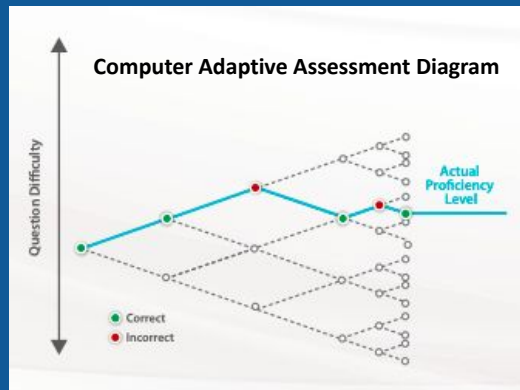 Computer Adaptive Assessment Diagram
Question Difficulty
Actual
Proficiency
Level
Correct
Incorrect